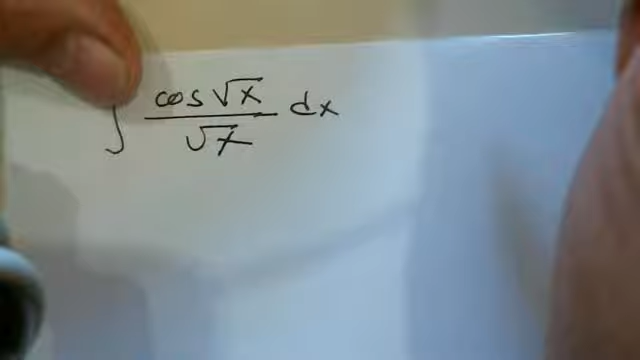 ∫ cos √x / √x dx